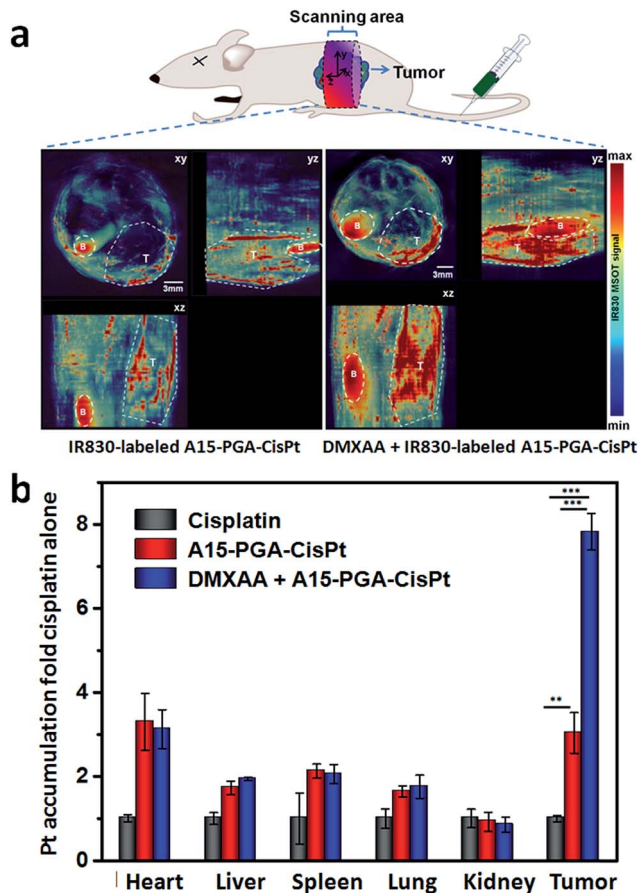 a
Scanning area
y
x
z
Tumor
xy
yz
B
T
3mm
T
B
xz
T
B
xy
yz
B
T
3mm
T
B
xz
B
T
max
IR830 MSOT signal
min
IR830-labeled A15-PGA-CisPt
DMXAA + IR830-labeled A15-PGA-CisPt
b
Pt accumulation fold cisplatin alone
8
6
4
2
0
Cisplatin
A15-PGA-CisPt
DMXAA + A15-PGA-CisPt
***
***
**
Heart Liver Spleen Lung Kidney Tumor